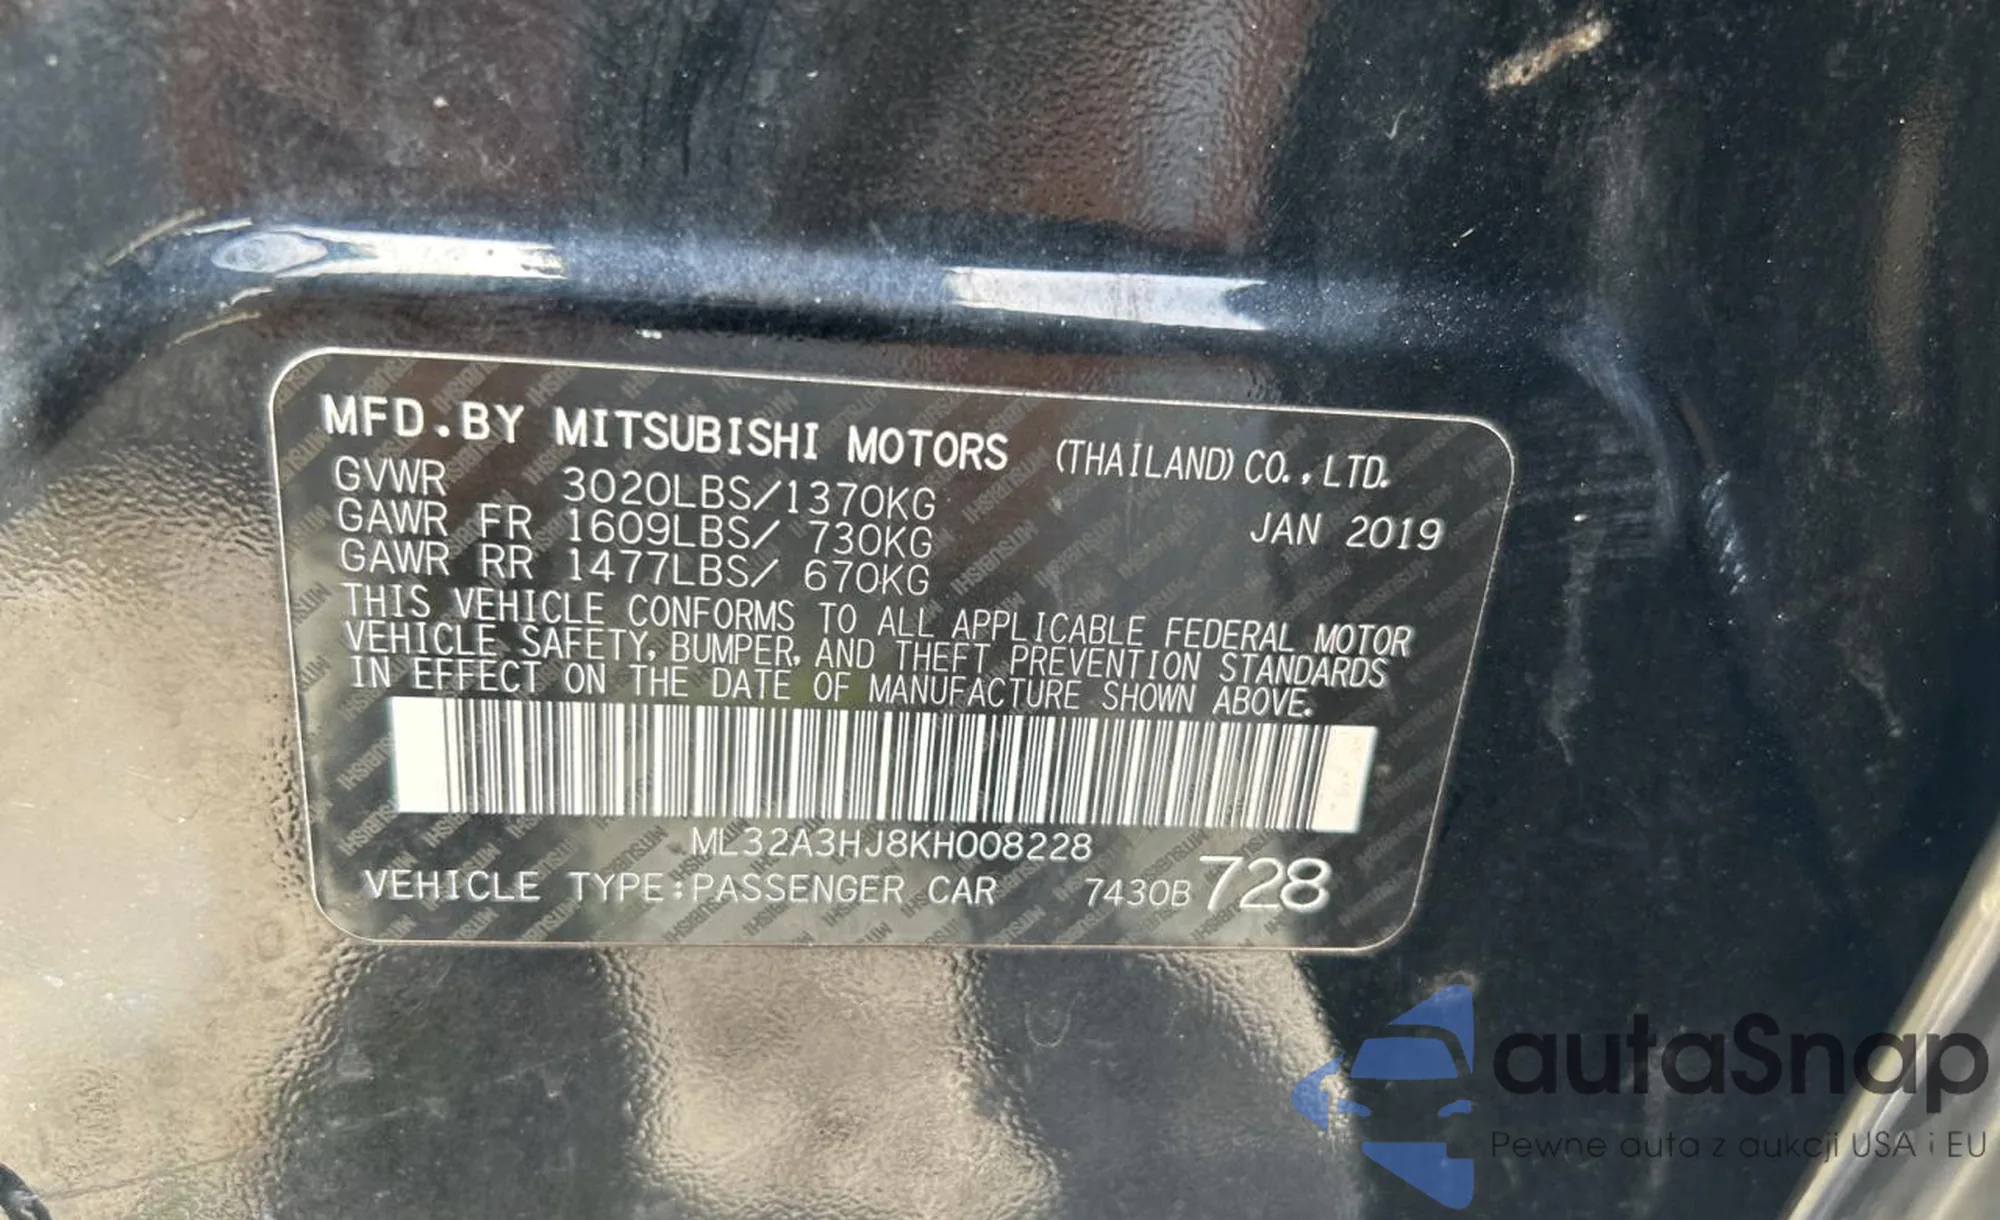 MFD.BY MITSUBISHI MOTORS (THAILAND) CO.,LTD.
GVWR 3020LBS/1370KG
JAN 2019
GAWR FR 1609LBS/ 730KG
GAWR RR 1477LBS/ 670KG
THIS VEHICLE CONFORMS TO ALL APPLICABLE FEDERAL MOTOR
VEHICLE SAFETY, BUMPER, AND THEFT PREVENTION STANDARDS
IN EFFECT ON THE DATE OF MANUFACTURE SHOWN ABOVE.
ML32A3HJ8KH008228
VEHICLE TYPE:PASSENGER CAR 7430B 728
autaSnap
Pewne auta z aukcji USA i EU